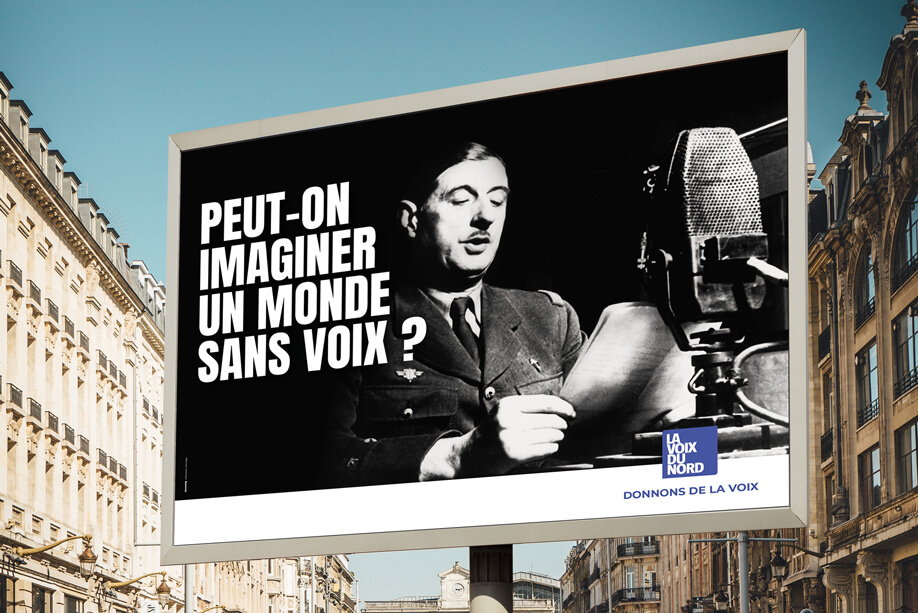 PEUT-ON
IMAGINER
UN MONDE
SANS VOIX ?
LA
VOIX
DU
NORD
DONNONS DE LA VOIX